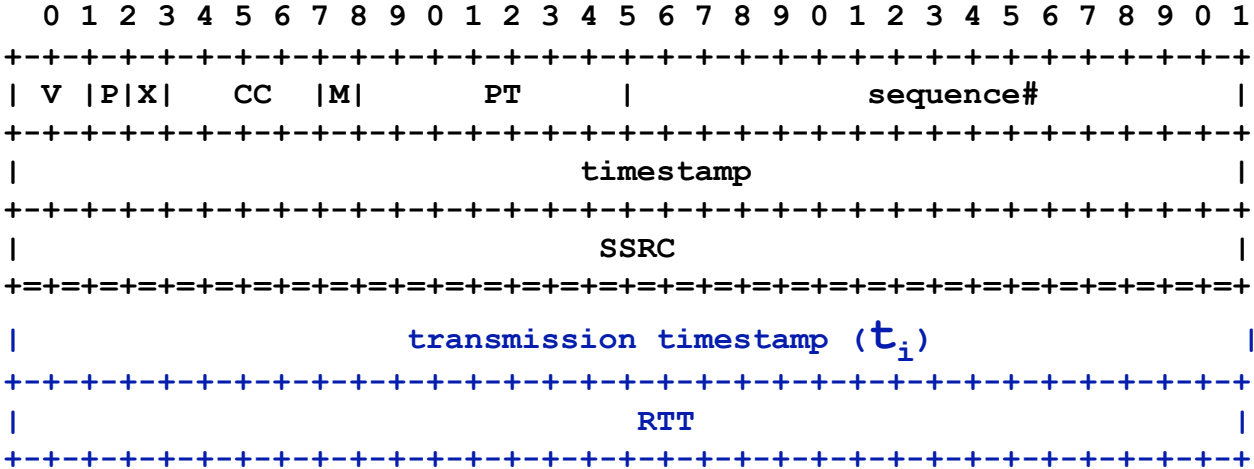 0 1 2 3 4 5 6 7 8 9 0 1 2 3 4 5 6 7 8 9 0 1 2 3 4 5 6 7 8 9 0 1
+-+-+-+-+-+-+-+-+-+-+-+-+-+-+-+-+-+-+-+-+-+-+-+-+-+-+-+-+-+-+-+-+
| V |P|X| CC |M| PT | sequence# |
+-+-+-+-+-+-+-+-+-+-+-+-+-+-+-+-+-+-+-+-+-+-+-+-+-+-+-+-+-+-+-+-+
| timestamp |
+-+-+-+-+-+-+-+-+-+-+-+-+-+-+-+-+-+-+-+-+-+-+-+-+-+-+-+-+-+-+-+-+
| SSRC |
+=+=+=+=+=+=+=+=+=+=+=+=+=+=+=+=+=+=+=+=+=+=+=+=+=+=+=+=+=+=+=+=+
| transmission timestamp (ti) |
+-+-+-+-+-+-+-+-+-+-+-+-+-+-+-+-+-+-+-+-+-+-+-+-+-+-+-+-+-+-+-+-+
| RTT |
+-+-+-+-+-+-+-+-+-+-+-+-+-+-+-+-+-+-+-+-+-+-+-+-+-+-+-+-+-+-+-+-+